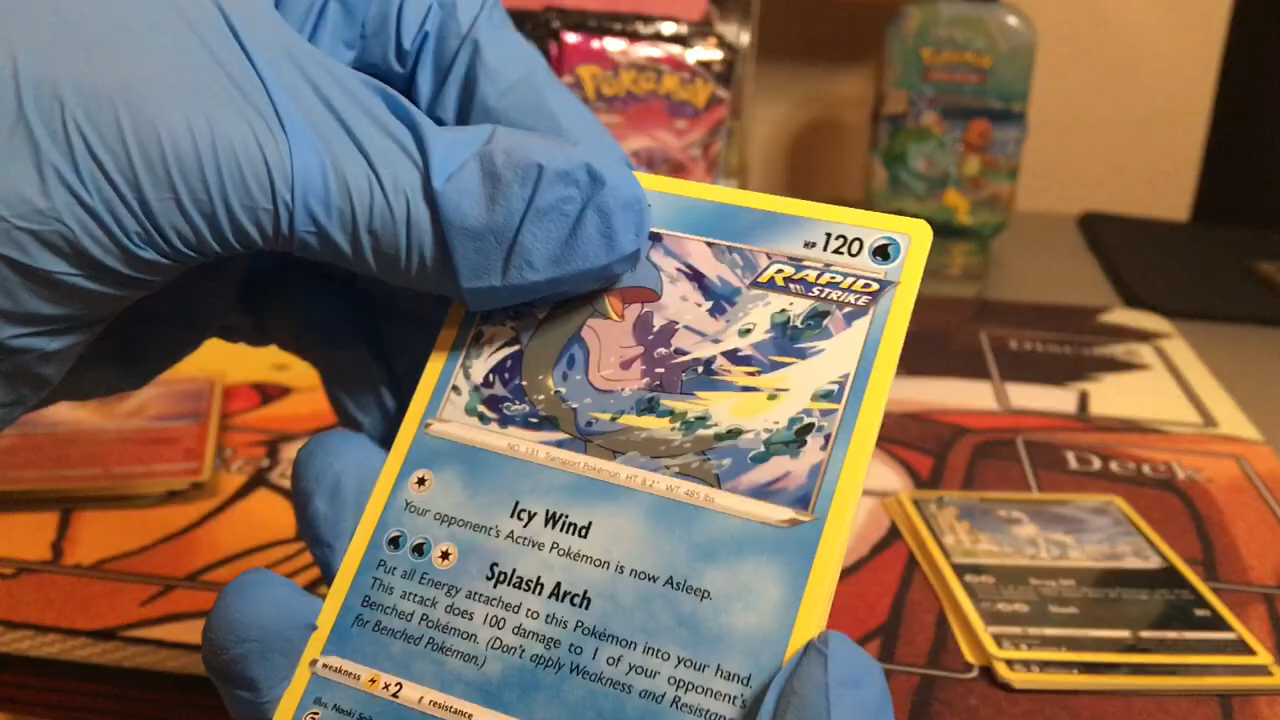 Pokémon
Pokémon
HP 120
RAPID
STRIKE
NO. 131 Transport Pokémon HT: 8'2" WT: 485 lbs.
Icy Wind
Your opponent's Active Pokémon is now Asleep.
Splash Arch
Put all Energy attached to this Pokémon into your hand.
This attack does 100 damage to 1 of your opponent's
Benched Pokémon. (Don't apply Weakness and Resistance
for Benched Pokémon.)
weakness ×2 resistance
Illus. Naoki
Deck